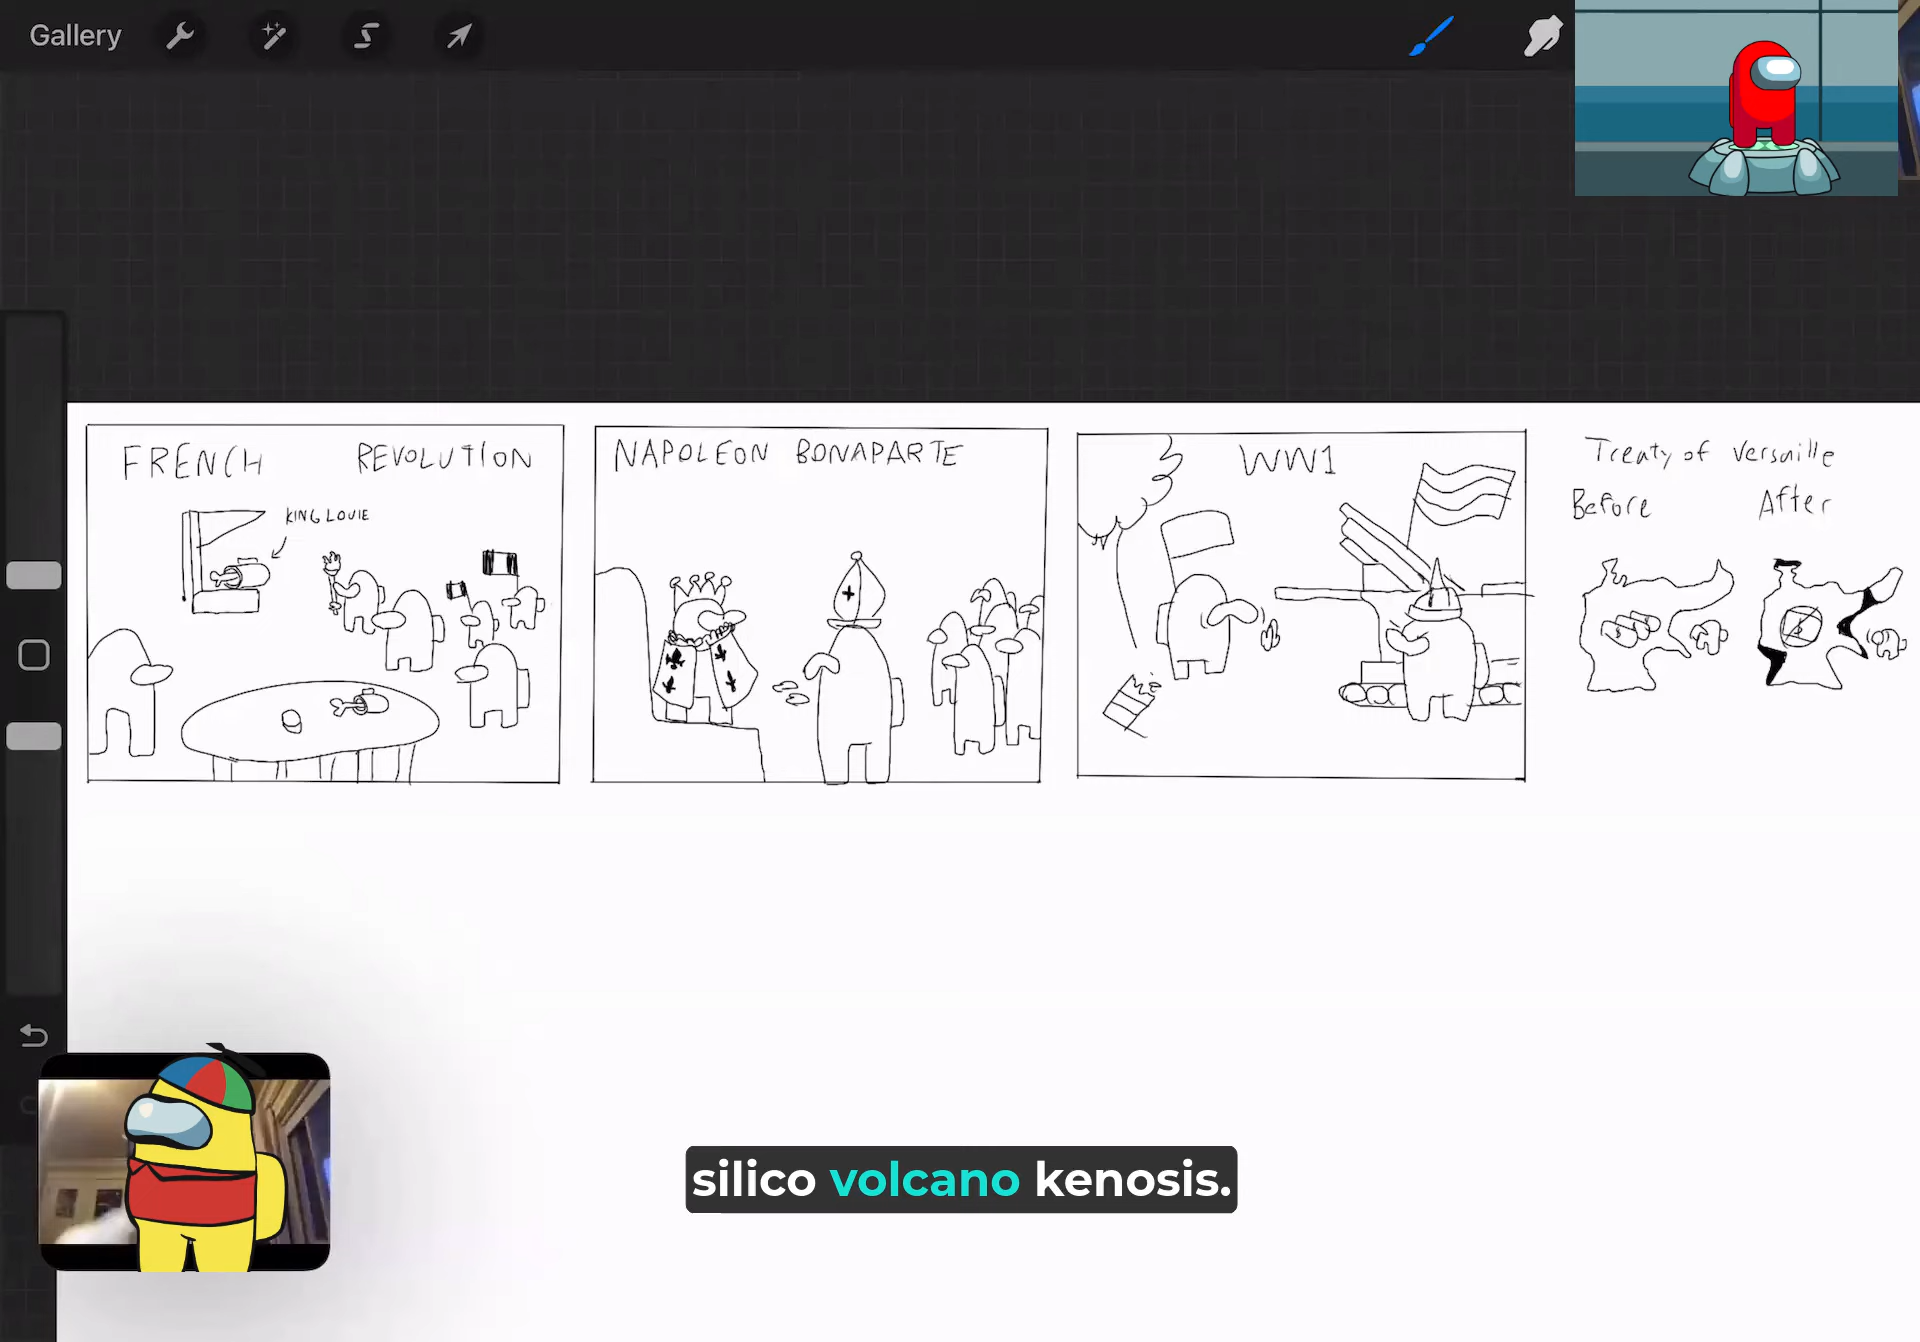 Gallery
FRENCH REVOLUTION
KING LOUIE
NAPOLEON BONAPARTE
WW1
Treaty of Versaille
Before After
silico volcano kenosis.